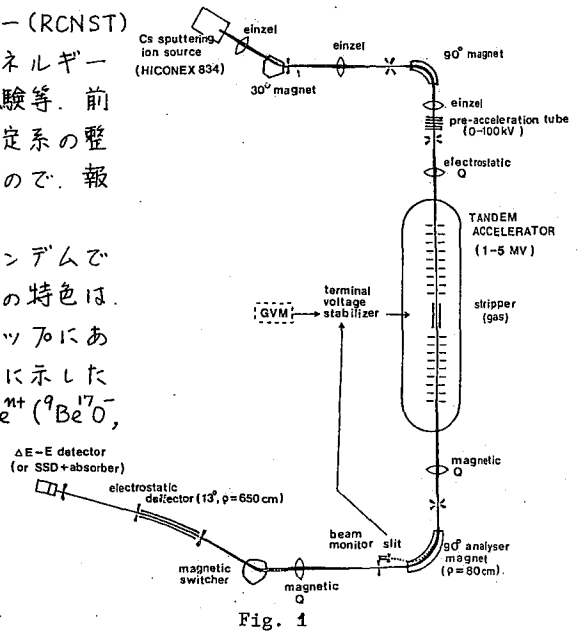 ー(RCNST)
ネルギー
験等. 前
定系の整
ので. 報
ンデムで
の特色は.
ップにあ
に示した
eⁿ⁺(⁹Be¹⁷O⁻,
Cs sputtering
ion source
(HICONEX 834)
einzel
30° magnet
einzel
90° magnet
einzel
pre-acceleration tube
(0-100kV)
electrostatic
Q
TANDEM
ACCELERATOR
(1-5 MV)
terminal
voltage
stabilizer
GVM
stripper
(gas)
magnetic
Q
ΔE-E detector
(or SSD+absorber)
electrostatic
deflector (13°, ρ=650cm)
beam
monitor
slit
90° analyser
magnet
(ρ=80cm)
magnetic
switcher
magnetic
Q
Fig. 1